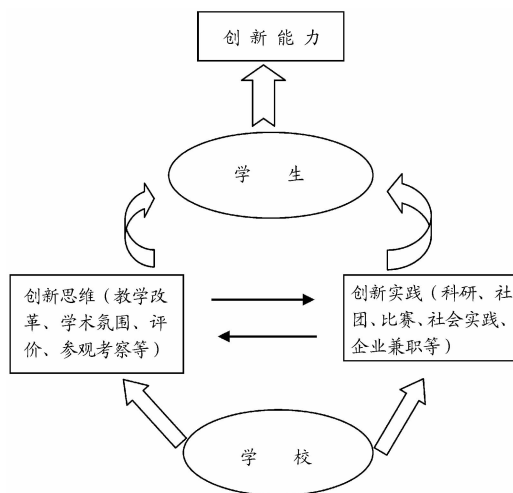 创新能力
学生
创新思维（教学改
革、学术氛围、评
价、参观考察等）
创新实践（科研、社
团、比赛、社会实践、
企业兼职等）
学校